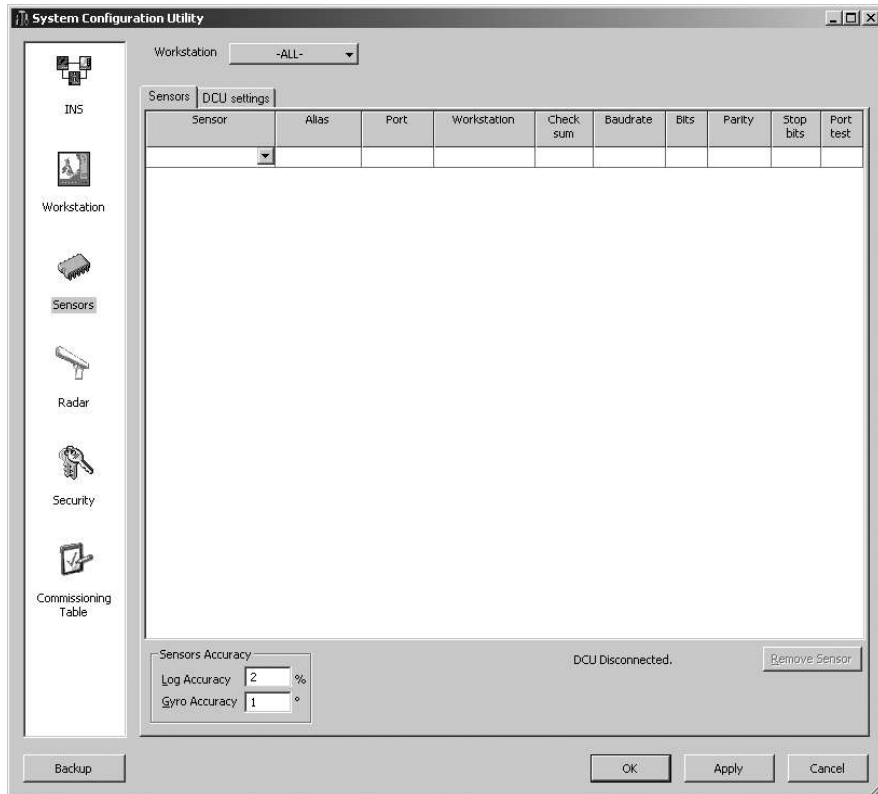 System Configuration Utility
Workstation -ALL-
INS
Workstation
Sensors
Radar
Security
Commissioning
Table
Sensors DCU settings
Sensor Alias Port Workstation Check sum Baudrate Bits Parity Stop bits Port test
Sensors Accuracy
Log Accuracy 2 %
Gyro Accuracy 1 °
DCU Disconnected.
Remove Sensor
Backup
OK
Apply
Cancel